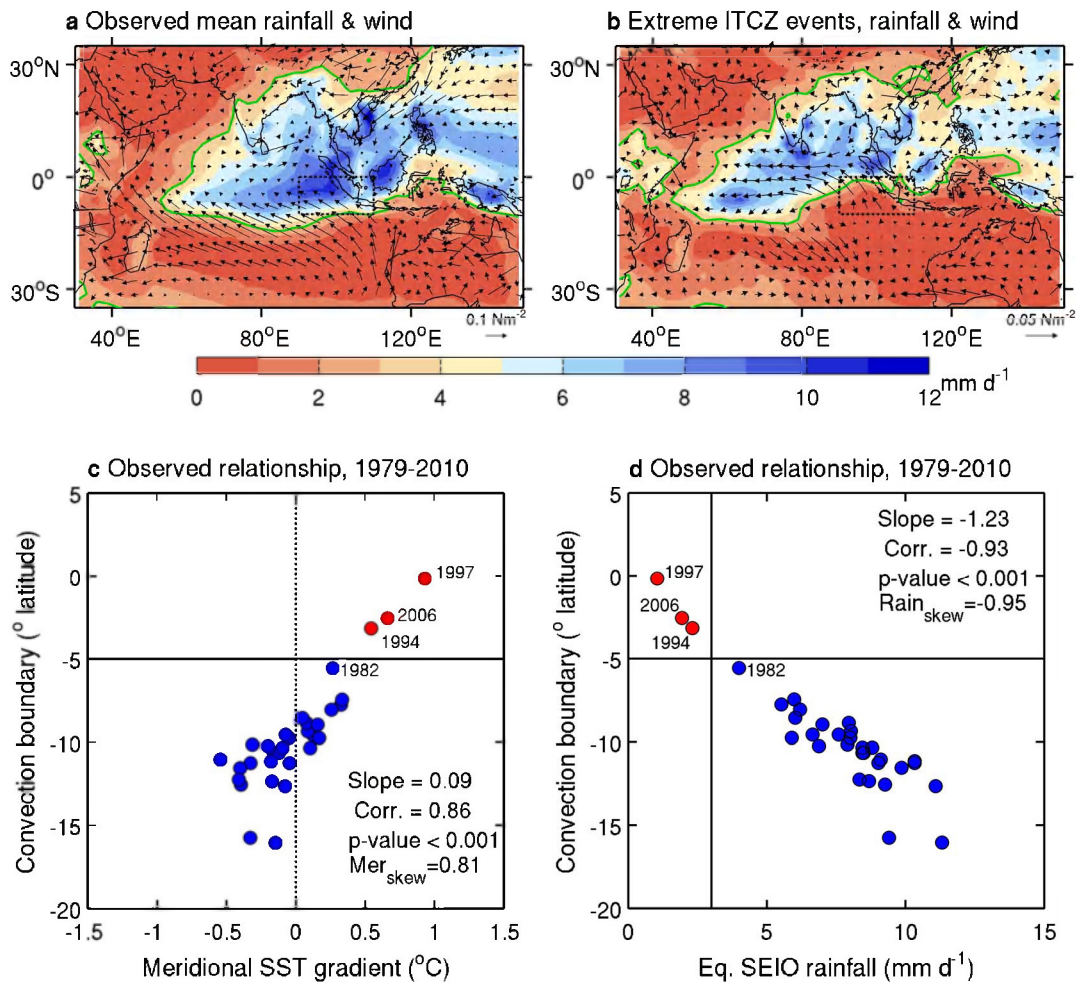 a Observed mean rainfall & wind
30°N
0°
30°S
40°E
80°E
120°E
0.1 Nm⁻²
b Extreme ITCZ events, rainfall & wind
30°N
0°
30°S
40°E
80°E
120°E
0.05 Nm⁻²
0 2 4 6 8 10 12 mm d⁻¹
c Observed relationship, 1979-2010
Convection boundary (° latitude)
5
0
-5
-10
-15
-20
1997
2006
1994
1982
Slope = 0.09
Corr. = 0.86
p-value < 0.001
Mer_skew=0.81
-1.5 -1 -0.5 0 0.5 1 1.5
Meridional SST gradient (°C)
d Observed relationship, 1979-2010
Convection boundary (° latitude)
5
0
-5
-10
-15
-20
Slope = -1.23
Corr. = -0.93
p-value < 0.001
Rain_skew=-0.95
1997
2006
1994
1982
0 5 10 15
Eq. SEIO rainfall (mm d⁻¹)